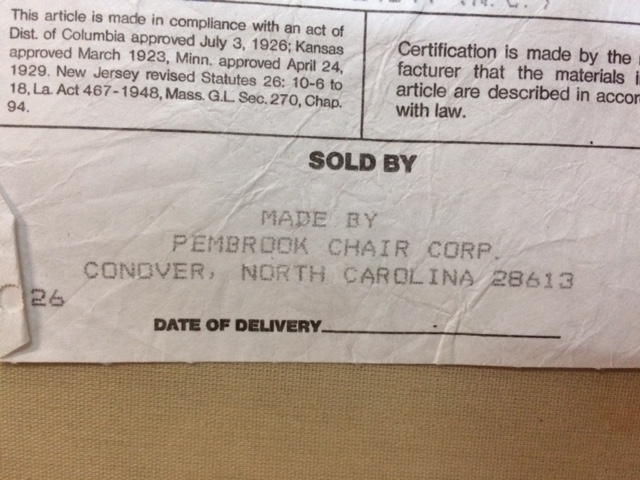 This article is made in compliance with an act of
Dist. of Columbia approved July 3, 1926; Kansas
approved March 1923, Minn. approved April 24,
1929. New Jersey revised Statutes 26: 10-6 to
18, La. Act 467-1948, Mass. G.L. Sec. 270, Chap.
94.
Certification is made by the
facturer that the materials i
article are described in accor
with law.
SOLD BY
MADE BY
PEMBROOK CHAIR CORP.
CONOVER, NORTH CAROLINA 28613
26
DATE OF DELIVERY